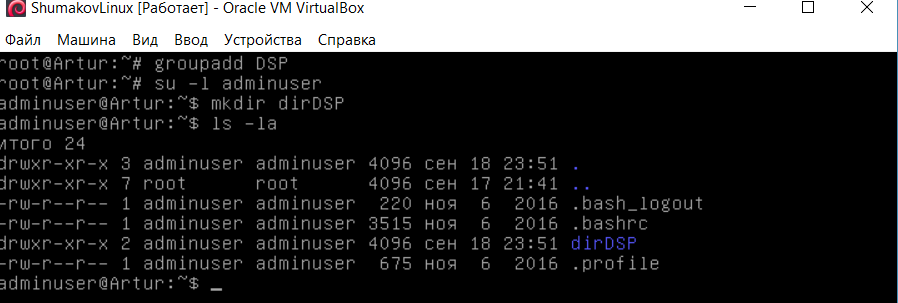 ShumakovLinux [Работает] - Oracle VM VirtualBox
Файл Машина Вид Ввод Устройства Справка
root@Artur:~# groupadd DSP
root@Artur:~# su -l adminuser
adminuser@Artur:~$ mkdir dirDSP
adminuser@Artur:~$ ls -la
итого 24
drwxr-xr-x 3 adminuser adminuser 4096 сен 18 23:51 .
drwxr-xr-x 7 root root 4096 сен 17 21:41 ..
-rw-r--r-- 1 adminuser adminuser 220 ноя 6 2016 .bash_logout
-rw-r--r-- 1 adminuser adminuser 3515 ноя 6 2016 .bashrc
drwxr-xr-x 2 adminuser adminuser 4096 сен 18 23:51 dirDSP
-rw-r--r-- 1 adminuser adminuser 675 ноя 6 2016 .profile
adminuser@Artur:~$ _